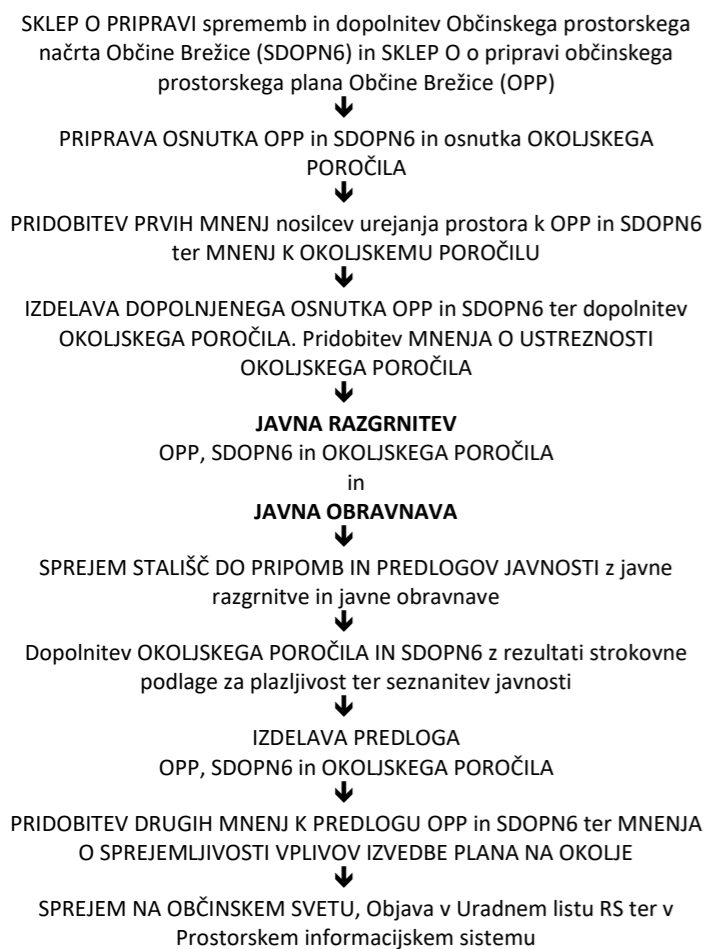 SKLEP O PRIPRAVI sprememb in dopolnitev Občinskega prostorskega
načrta Občine Brežice (SDOPN6) in SKLEP O o pripravi občinskega
prostorskega plana Občine Brežice (OPP)
🡻
PRIPRAVA OSNUTKA OPP in SDOPN6 in osnutka OKOLJSKEGA
POROČILA
🡻
PRIDOBITEV PRVIH MNENJ nosilcev urejanja prostora k OPP in SDOPN6
ter MNENJ K OKOLJSKEMU POROČILU
🡻
IZDELAVA DOPOLNJENEGA OSNUTKA OPP in SDOPN6 ter dopolnitev
OKOLJSKEGA POROČILA. Pridobitev MNENJA O USTREZNOSTI
OKOLJSKEGA POROČILA
🡻
JAVNA RAZGRNITEV
OPP, SDOPN6 in OKOLJSKEGA POROČILA
in
JAVNA OBRAVNAVA
🡻
SPREJEM STALIŠČ DO PRIPOMB IN PREDLOGOV JAVNOSTI z javne
razgrnitve in javne obravnave
🡻
Dopolnitev OKOLJSKEGA POROČILA IN SDOPN6 z rezultati strokovne
podlage za plazljivost ter seznanitev javnosti
🡻
IZDELAVA PREDLOGA
OPP, SDOPN6 in OKOLJSKEGA POROČILA
🡻
PRIDOBITEV DRUGIH MNENJ K PREDLOGU OPP in SDOPN6 ter MNENJA
O SPREJEMLJIVOSTI VPLIVOV IZVEDBE PLANA NA OKOLJE
🡻
SPREJEM NA OBČINSKEM SVETU, Objava v Uradnem listu RS ter v
Prostorskem informacijskem sistemu